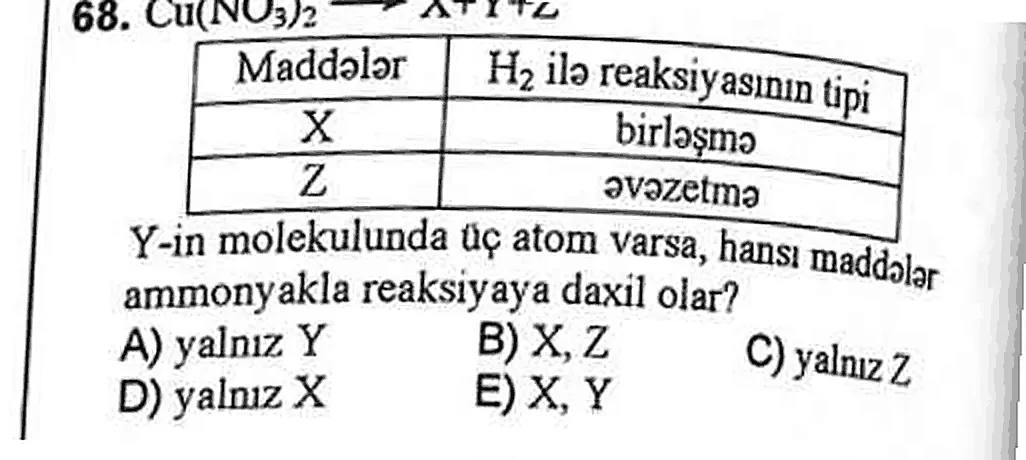 68. Cu(NO₃)₂ ⟶ X+Y+Z
Maddələr H₂ ilə reaksiyasının tipi
X birləşmə
Z əvəzetmə
Y-in molekulunda üç atom varsa, hansı maddələr
ammonyakla reaksiyaya daxil olar?
A) yalnız Y B) X, Z C) yalnız Z
D) yalnız X E) X, Y